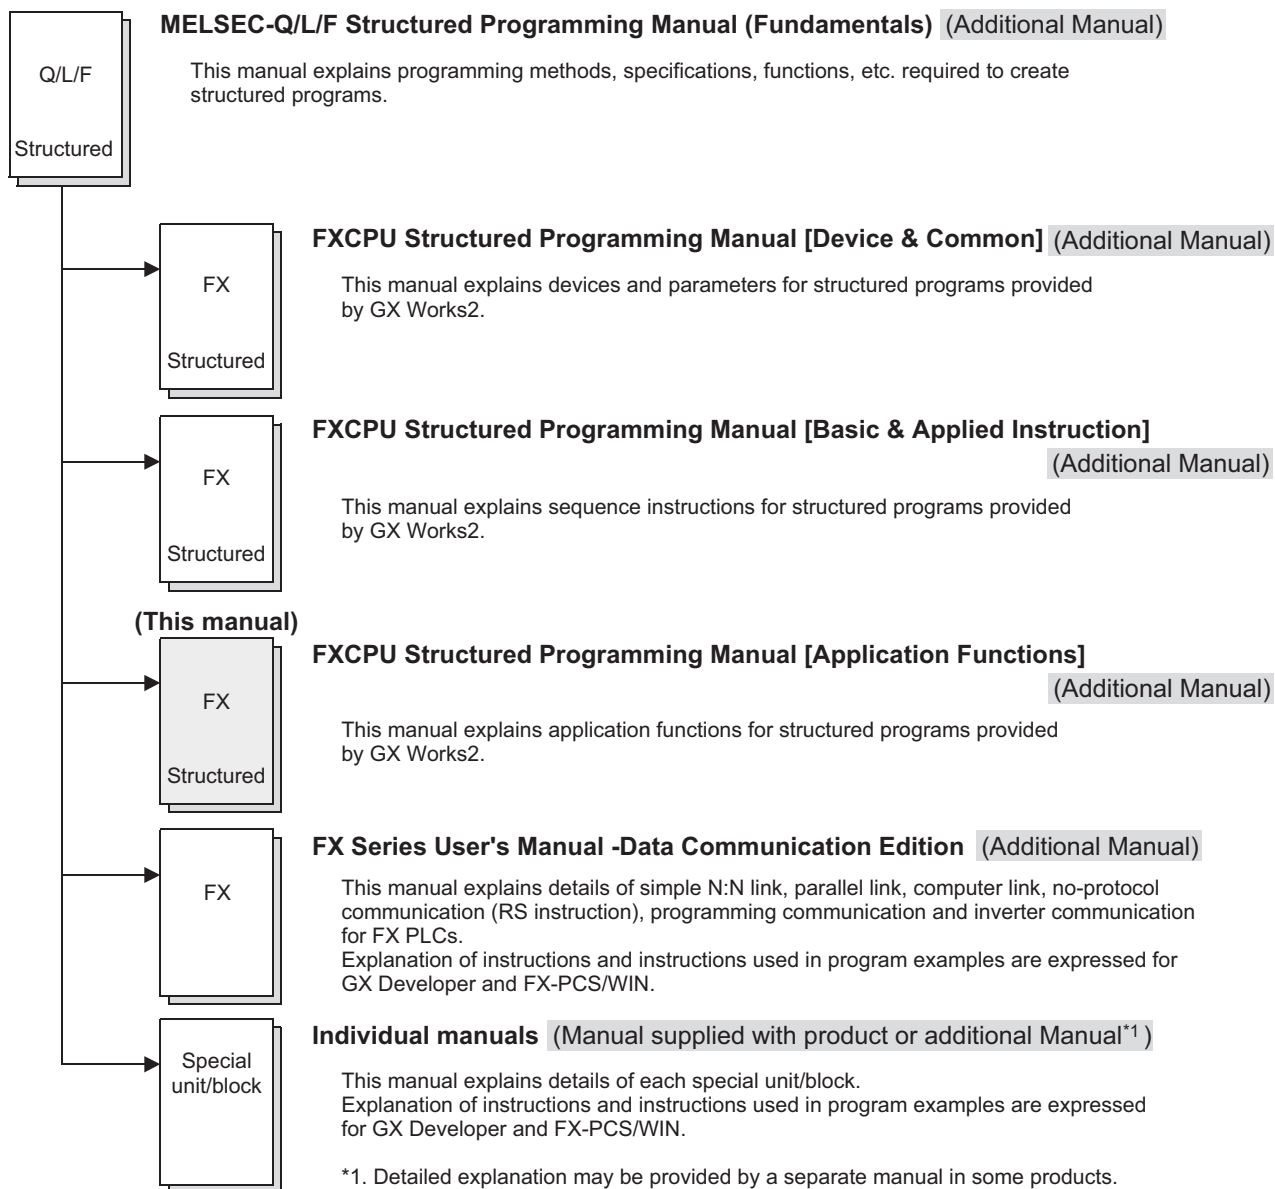 MELSEC-Q/L/F Structured Programming Manual (Fundamentals) (Additional Manual)
Q/L/F
Structured
This manual explains programming methods, specifications, functions, etc. required to create
structured programs.
FXCPU Structured Programming Manual [Device & Common] (Additional Manual)
FX
Structured
This manual explains devices and parameters for structured programs provided
by GX Works2.
FXCPU Structured Programming Manual [Basic & Applied Instruction]
(Additional Manual)
FX
Structured
This manual explains sequence instructions for structured programs provided
by GX Works2.
(This manual)
FXCPU Structured Programming Manual [Application Functions]
(Additional Manual)
FX
Structured
This manual explains application functions for structured programs provided
by GX Works2.
FX Series User's Manual -Data Communication Edition (Additional Manual)
FX
This manual explains details of simple N:N link, parallel link, computer link, no-protocol
communication (RS instruction), programming communication and inverter communication
for FX PLCs.
Explanation of instructions and instructions used in program examples are expressed for
GX Developer and FX-PCS/WIN.
Individual manuals (Manual supplied with product or additional Manual*1 )
Special
unit/block
This manual explains details of each special unit/block.
Explanation of instructions and instructions used in program examples are expressed
for GX Developer and FX-PCS/WIN.
*1. Detailed explanation may be provided by a separate manual in some products.